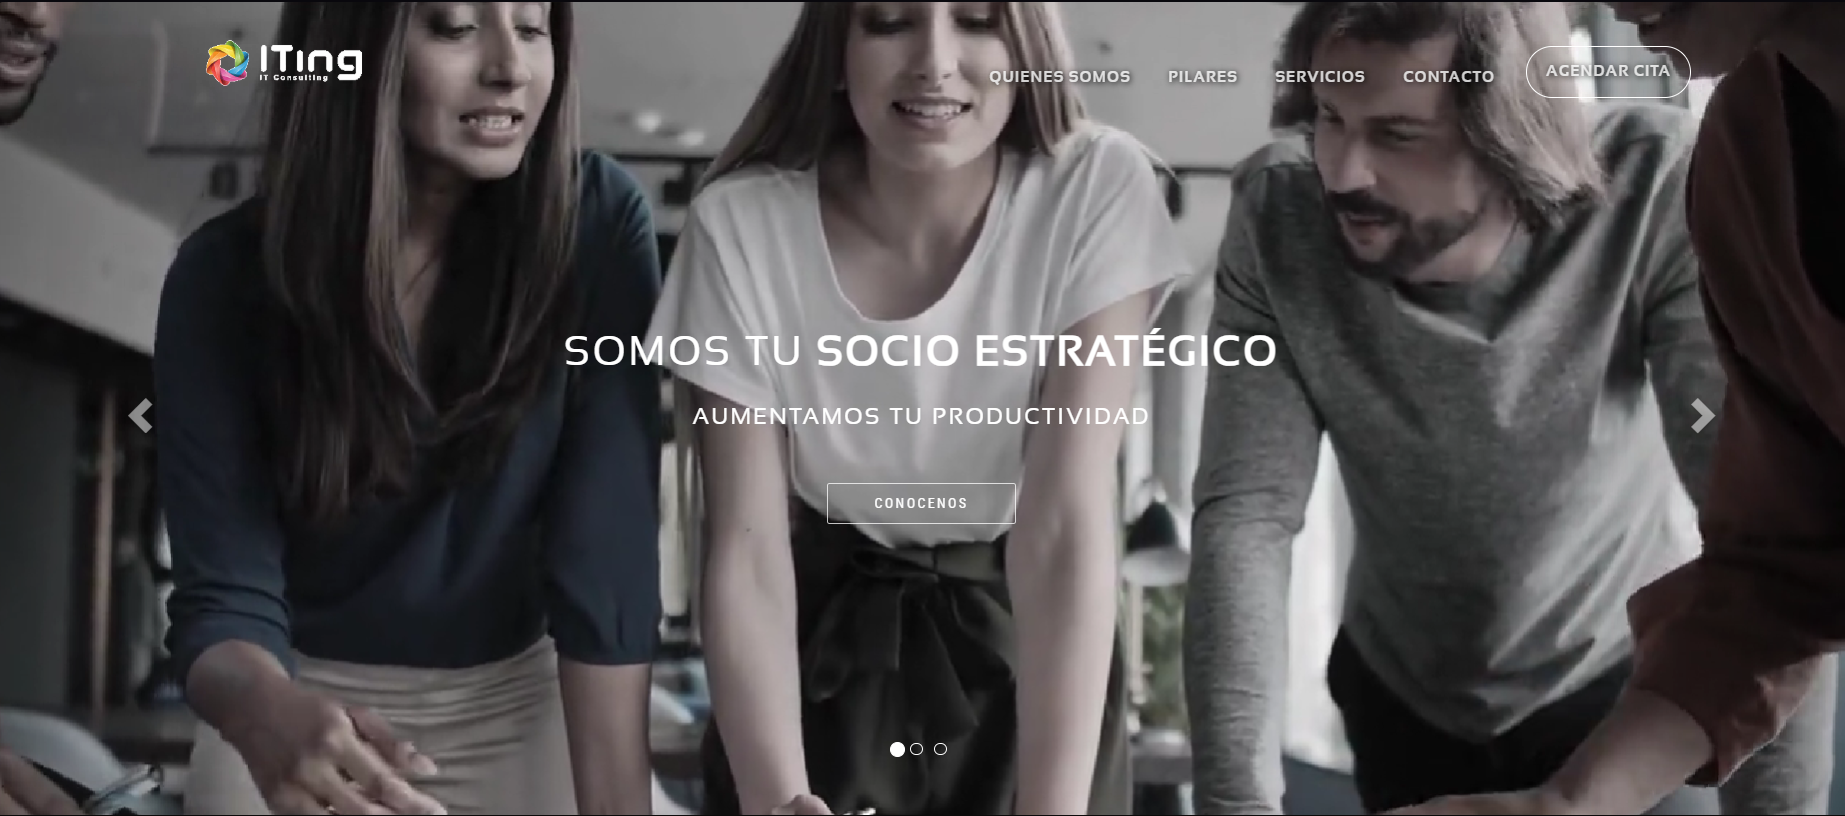 ITing
IT Consulting
QUIENES SOMOS
PILARES
SERVICIOS
CONTACTO
AGENDAR CITA
SOMOS TU SOCIO ESTRATÉGICO
AUMENTAMOS TU PRODUCTIVIDAD
CONOCENOS